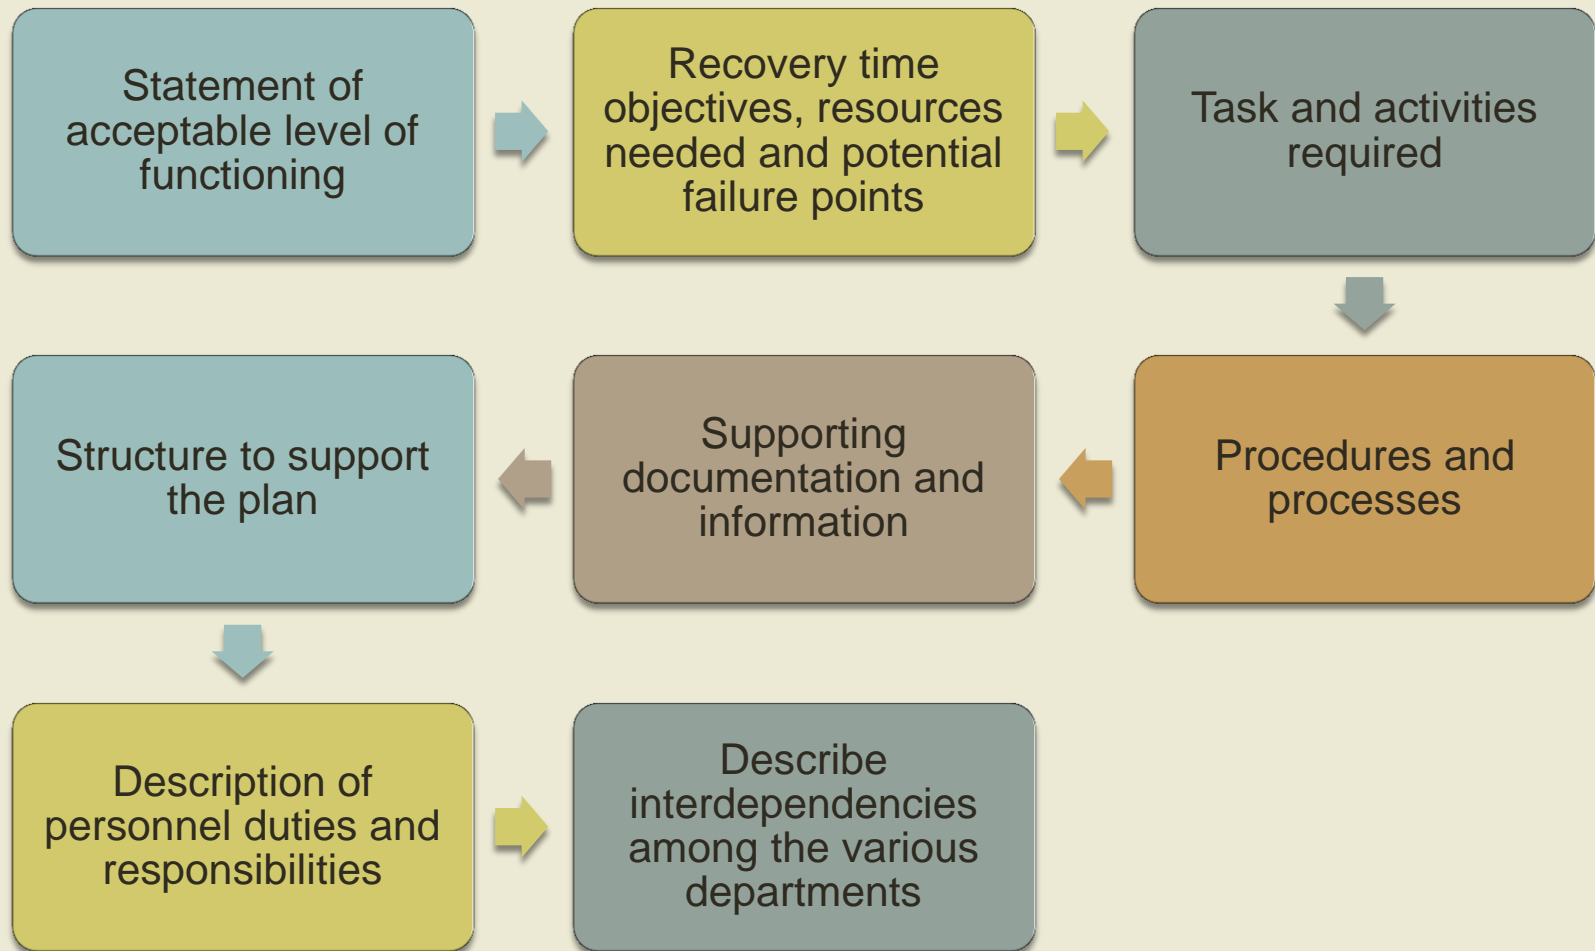 Statement of
acceptable level of
functioning
Recovery time
objectives, resources
needed and potential
failure points
Task and activities
required
Procedures and
processes
Supporting
documentation and
information
Structure to support
the plan
Description of
personnel duties and
responsibilities
Describe
interdependencies
among the various
departments